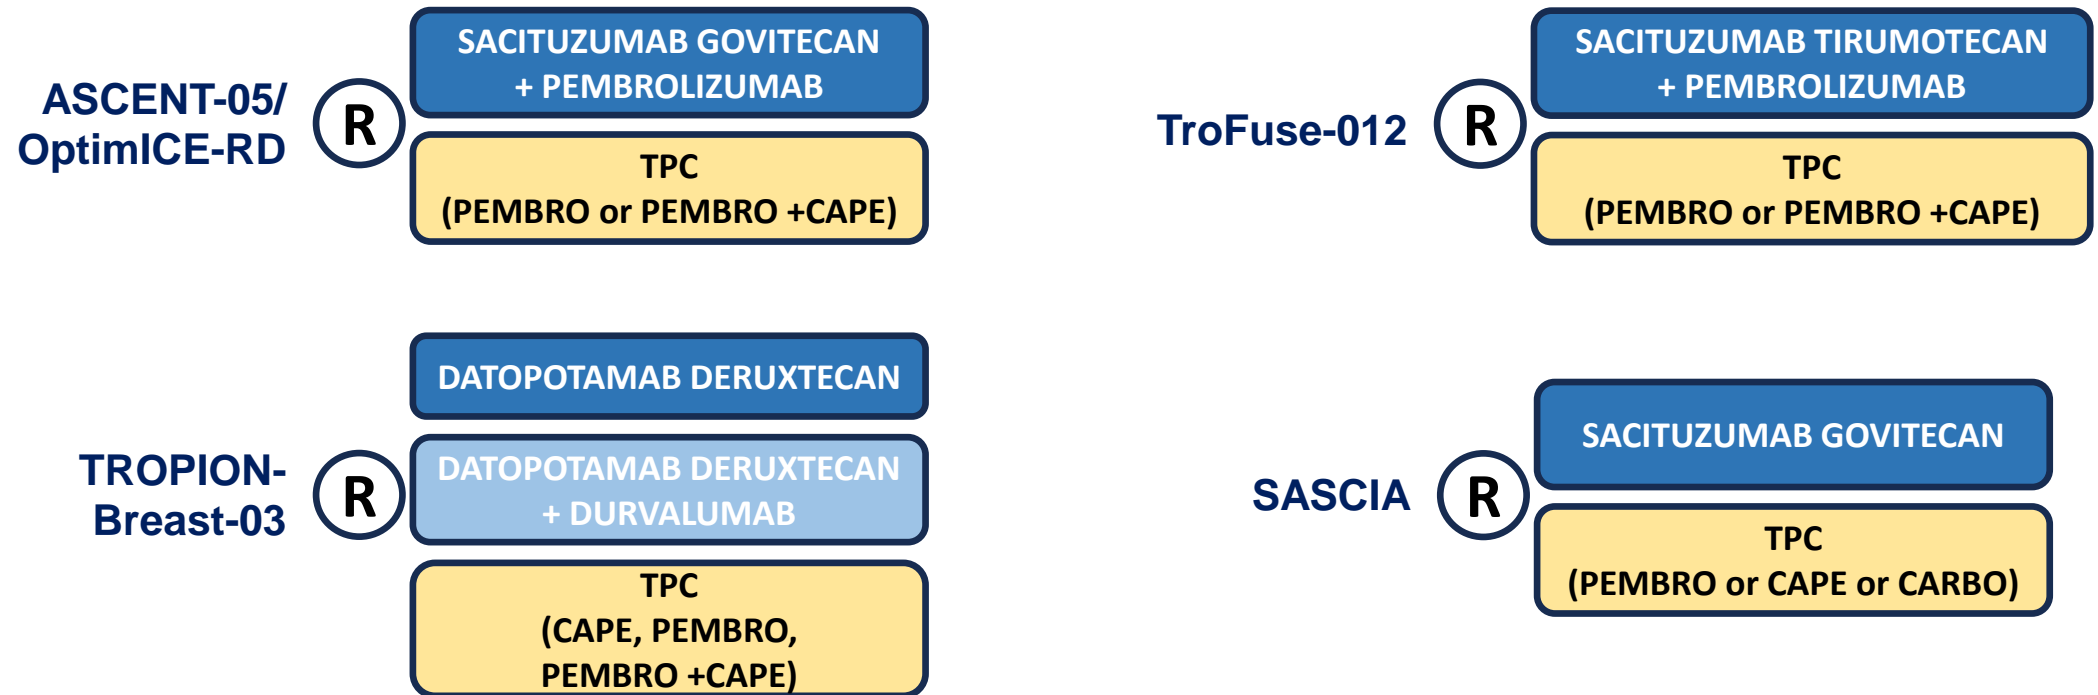 ASCENT-05/
OptimICE-RD
R
SACITUZUMAB GOVITECAN
+ PEMBROLIZUMAB
TPC
(PEMBRO or PEMBRO +CAPE)
TroFuse-012
R
SACITUZUMAB TIRUMOTECAN
+ PEMBROLIZUMAB
TPC
(PEMBRO or PEMBRO +CAPE)
TROPION-
Breast-03
R
DATOPOTAMAB DERUXTECAN
DATOPOTAMAB DERUXTECAN
+ DURVALUMAB
TPC
(CAPE, PEMBRO,
PEMBRO +CAPE)
SASCIA
R
SACITUZUMAB GOVITECAN
TPC
(PEMBRO or CAPE or CARBO)